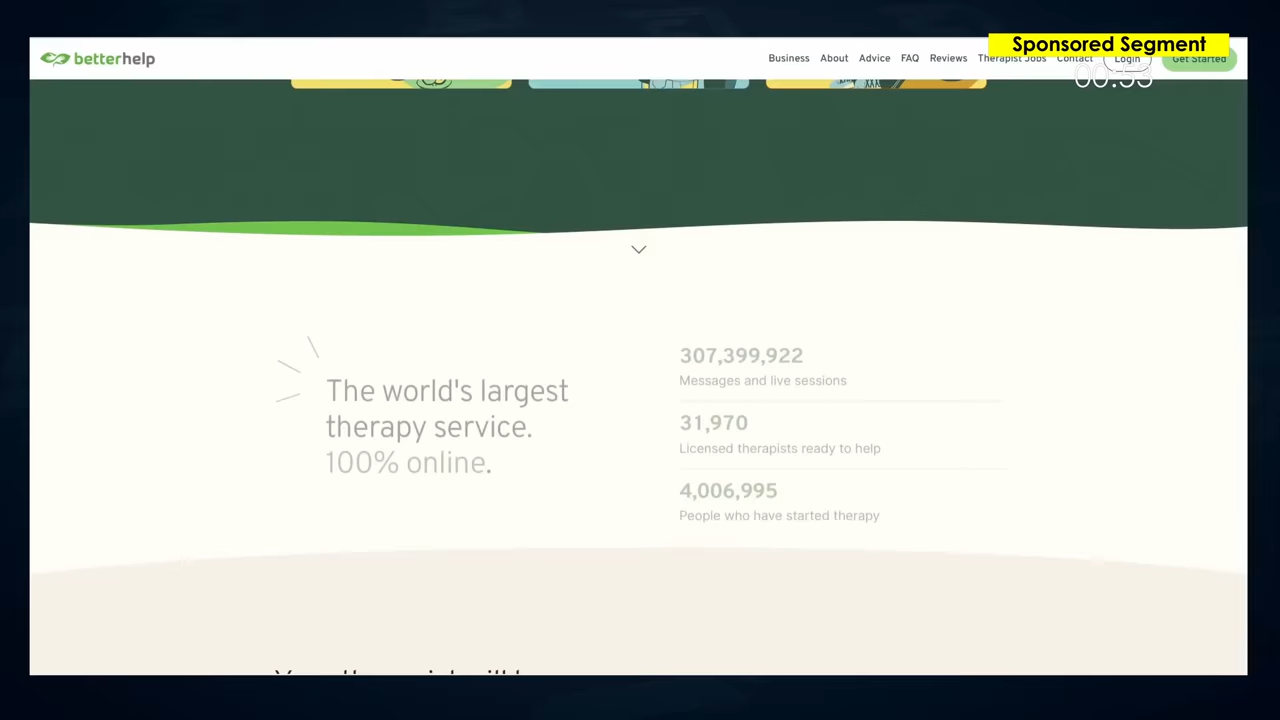 Sponsored Segment
betterhelp
Business About Advice FAQ Reviews Therapist Jobs Contact Login Get Started
00:53
The world's largest
therapy service.
100% online.
307,399,922
Messages and live sessions
31,970
Licensed therapists ready to help
4,006,995
People who have started therapy